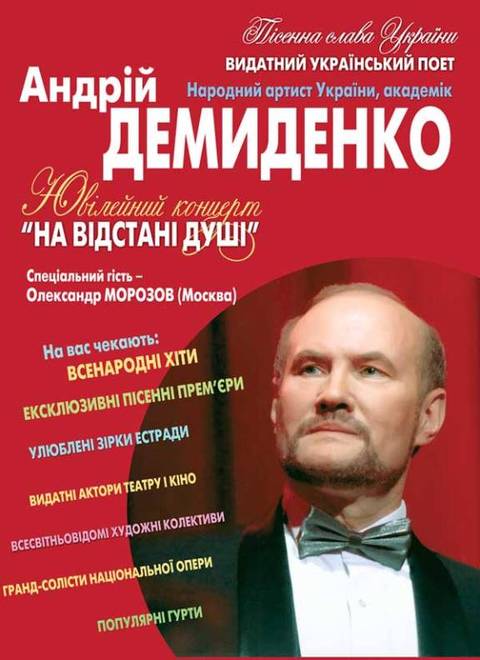 Пісенна слава України
ВИДАТНИЙ УКРАЇНСЬКИЙ ПОЕТ
Андрій
Народний артист України, академік
ДЕМИДЕНКО
Ювілейний концерт
"НА ВІДСТАНІ ДУШІ"
Спеціальний гість –
Олександр МОРОЗОВ (Москва)
На вас чекають:
ВСЕНАРОДНІ ХІТИ
ЕКСКЛЮЗИВНІ ПІСЕННІ ПРЕМ'ЄРИ
УЛЮБЛЕНІ ЗІРКИ ЕСТРАДИ
ВИДАТНІ АКТОРИ ТЕАТРУ І КІНО
ВСЕСВІТНЬОВІДОМІ ХУДОЖНІ КОЛЕКТИВИ
ГРАНД-СОЛІСТИ НАЦІОНАЛЬНОЇ ОПЕРИ
ПОПУЛЯРНІ ГУРТИ